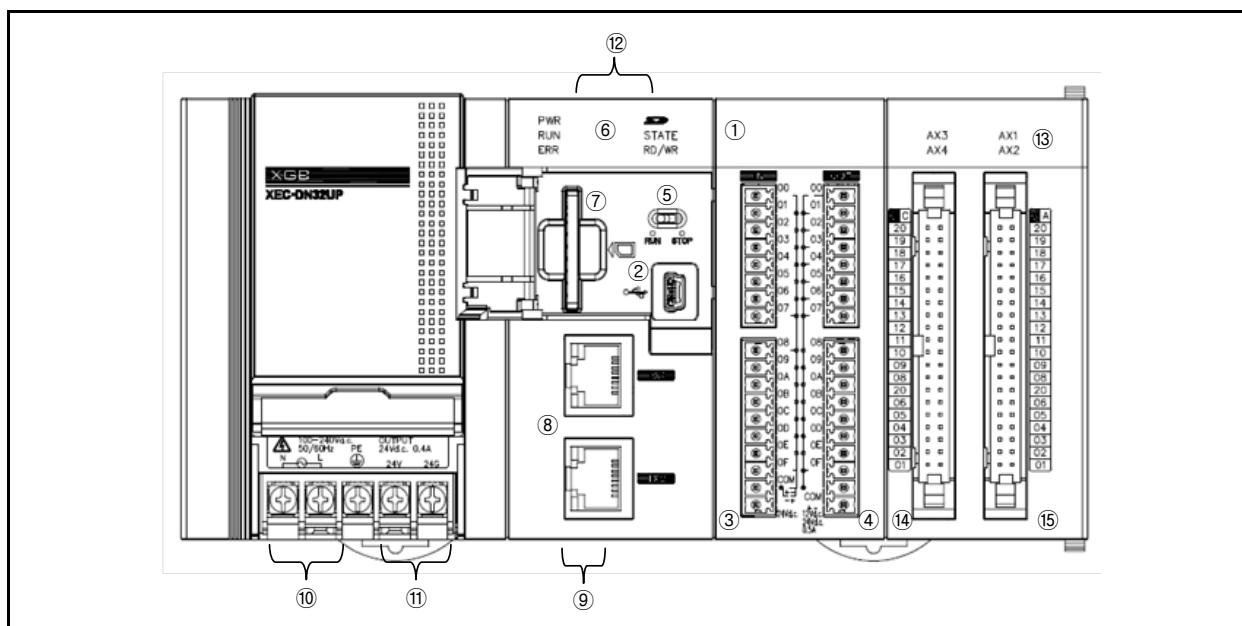 ⑫
PWR
RUN
ERR
⑥
STATE
RD/WR
①
AX3
AX4
AX1
AX2
⑬
XGB
XEC-DN32UP
⑦
⑤
RUN STOP
②
00
01
02
03
04
05
06
07
08
09
0A
0B
0C
0D
0E
0F
COM
00
01
02
03
04
05
06
07
08
09
0A
0B
0C
0D
0E
0F
COM
C
20
19
18
17
16
15
14
13
12
11
10
09
08
20
06
05
04
03
02
01
A
20
19
18
17
16
15
14
13
12
11
10
09
08
20
06
05
04
03
02
01
⑧
100-240Va.c.
50/60Hz
N L
PE
OUTPUT
24Vd.c. 0.4A
24V 24G
③
④
⑭
⑮
⑩
⑪
⑨